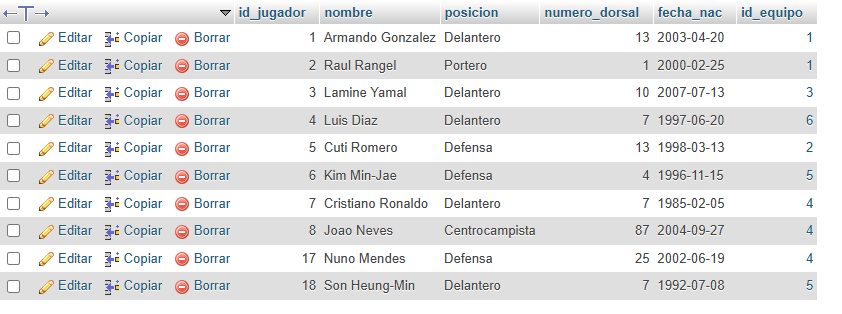 id_jugador nombre posicion numero_dorsal fecha_nac id_equipo
Editar Copiar Borrar 1 Armando Gonzalez Delantero 13 2003-04-20 1
Editar Copiar Borrar 2 Raul Rangel Portero 1 2000-02-25 1
Editar Copiar Borrar 3 Lamine Yamal Delantero 10 2007-07-13 3
Editar Copiar Borrar 4 Luis Diaz Delantero 7 1997-06-20 6
Editar Copiar Borrar 5 Cuti Romero Defensa 13 1998-03-13 2
Editar Copiar Borrar 6 Kim Min-Jae Defensa 4 1996-11-15 5
Editar Copiar Borrar 7 Cristiano Ronaldo Delantero 7 1985-02-05 4
Editar Copiar Borrar 8 Joao Neves Centrocampista 87 2004-09-27 4
Editar Copiar Borrar 17 Nuno Mendes Defensa 25 2002-06-19 4
Editar Copiar Borrar 18 Son Heung-Min Delantero 7 1992-07-08 5